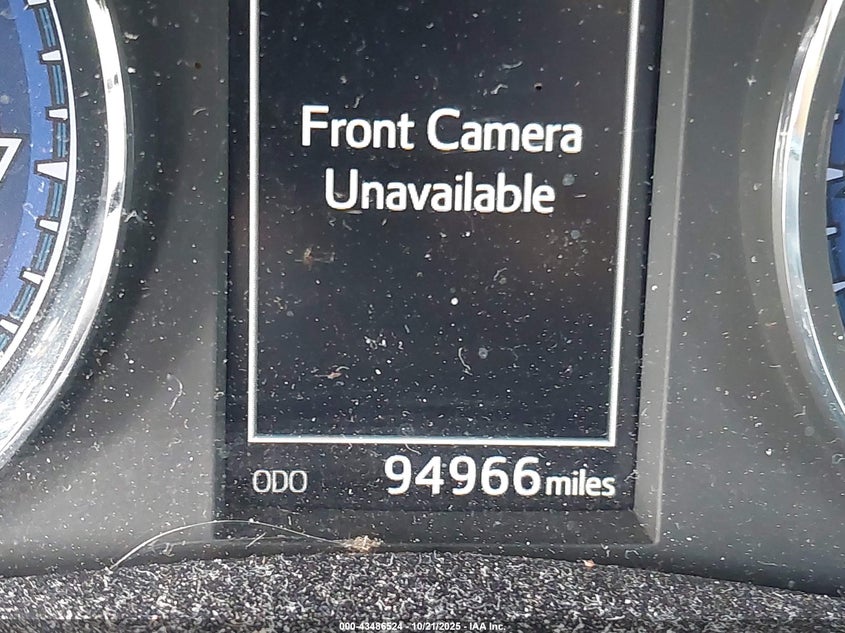 Front Camera
Unavailable
ODO 94966 miles
000-43486524 - 10/21/2025 - IAA Inc.